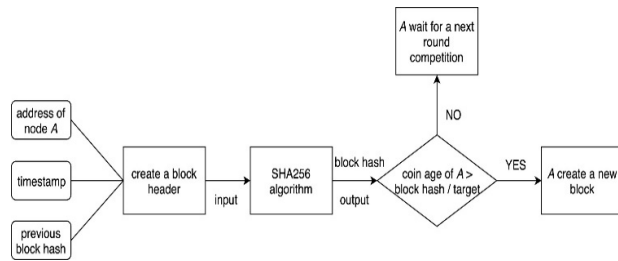 A wait for a next
round
competition
address of
node A
NO
timestamp
create a block
header
input
SHA256
algorithm
block hash
output
coin age of A >
block hash / target
YES
A create a new
block
previous
block hash